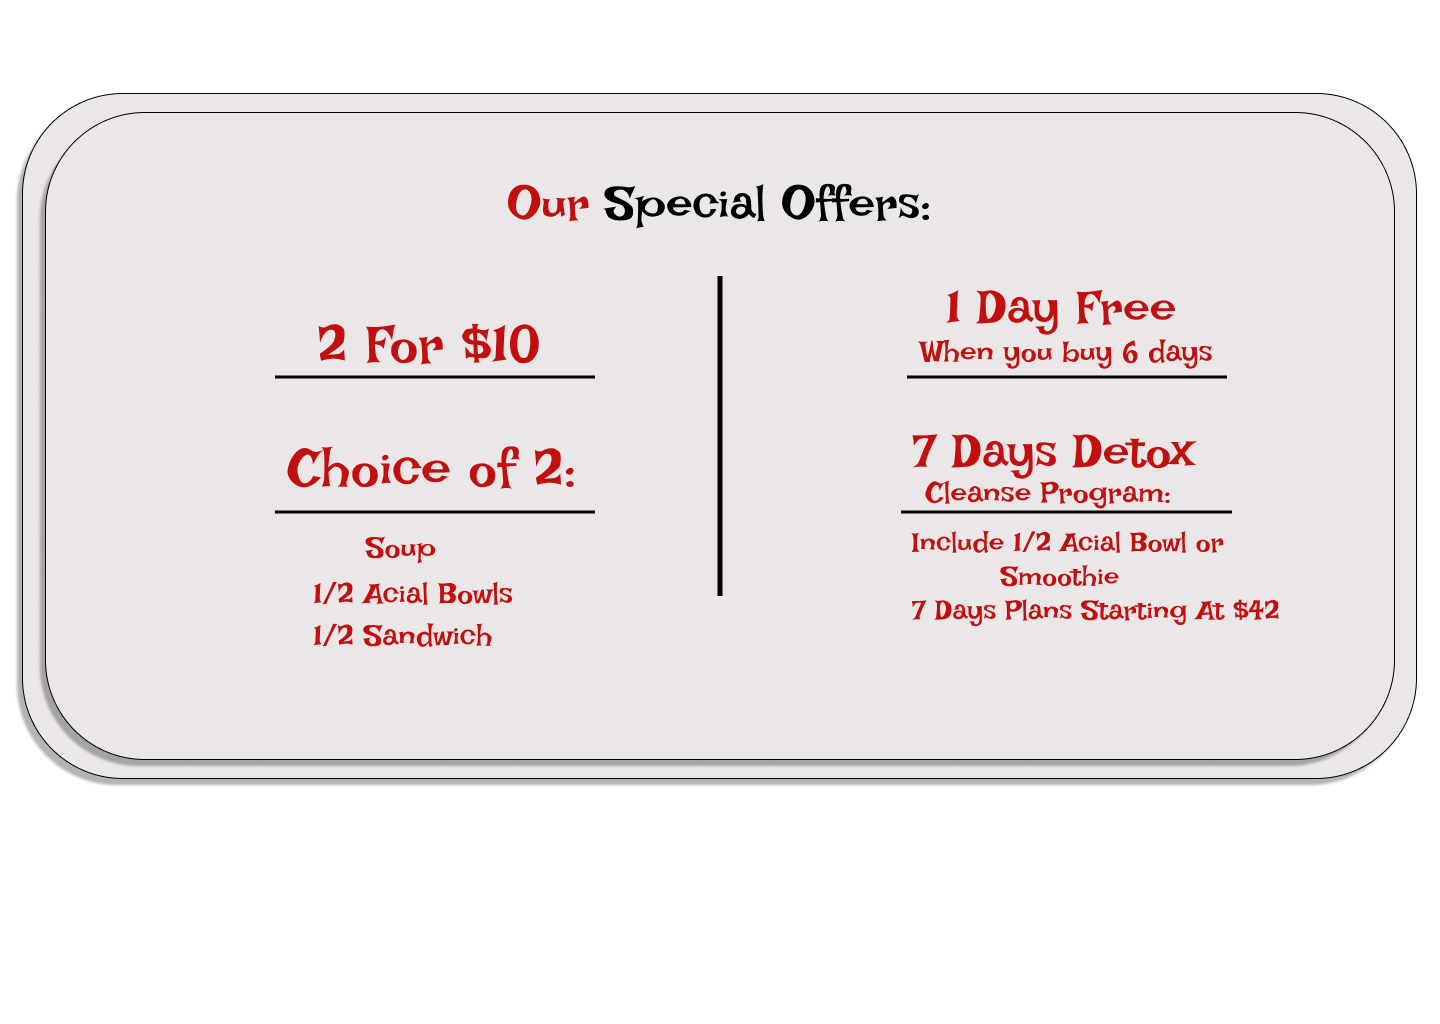 Our Special Offers:
2 For $10
Choice of 2:
Soup
1/2 Acial Bowls
1/2 Sandwich
1 Day Free
When you buy 6 days
7 Days Detox
Cleanse Program:
Include 1/2 Acial Bowl or
Smoothie
7 Days Plans Starting At $42